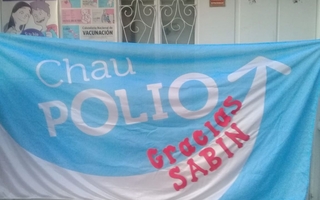 VACUNACIÓN
Chau
POLIO
Gracias
SABIN